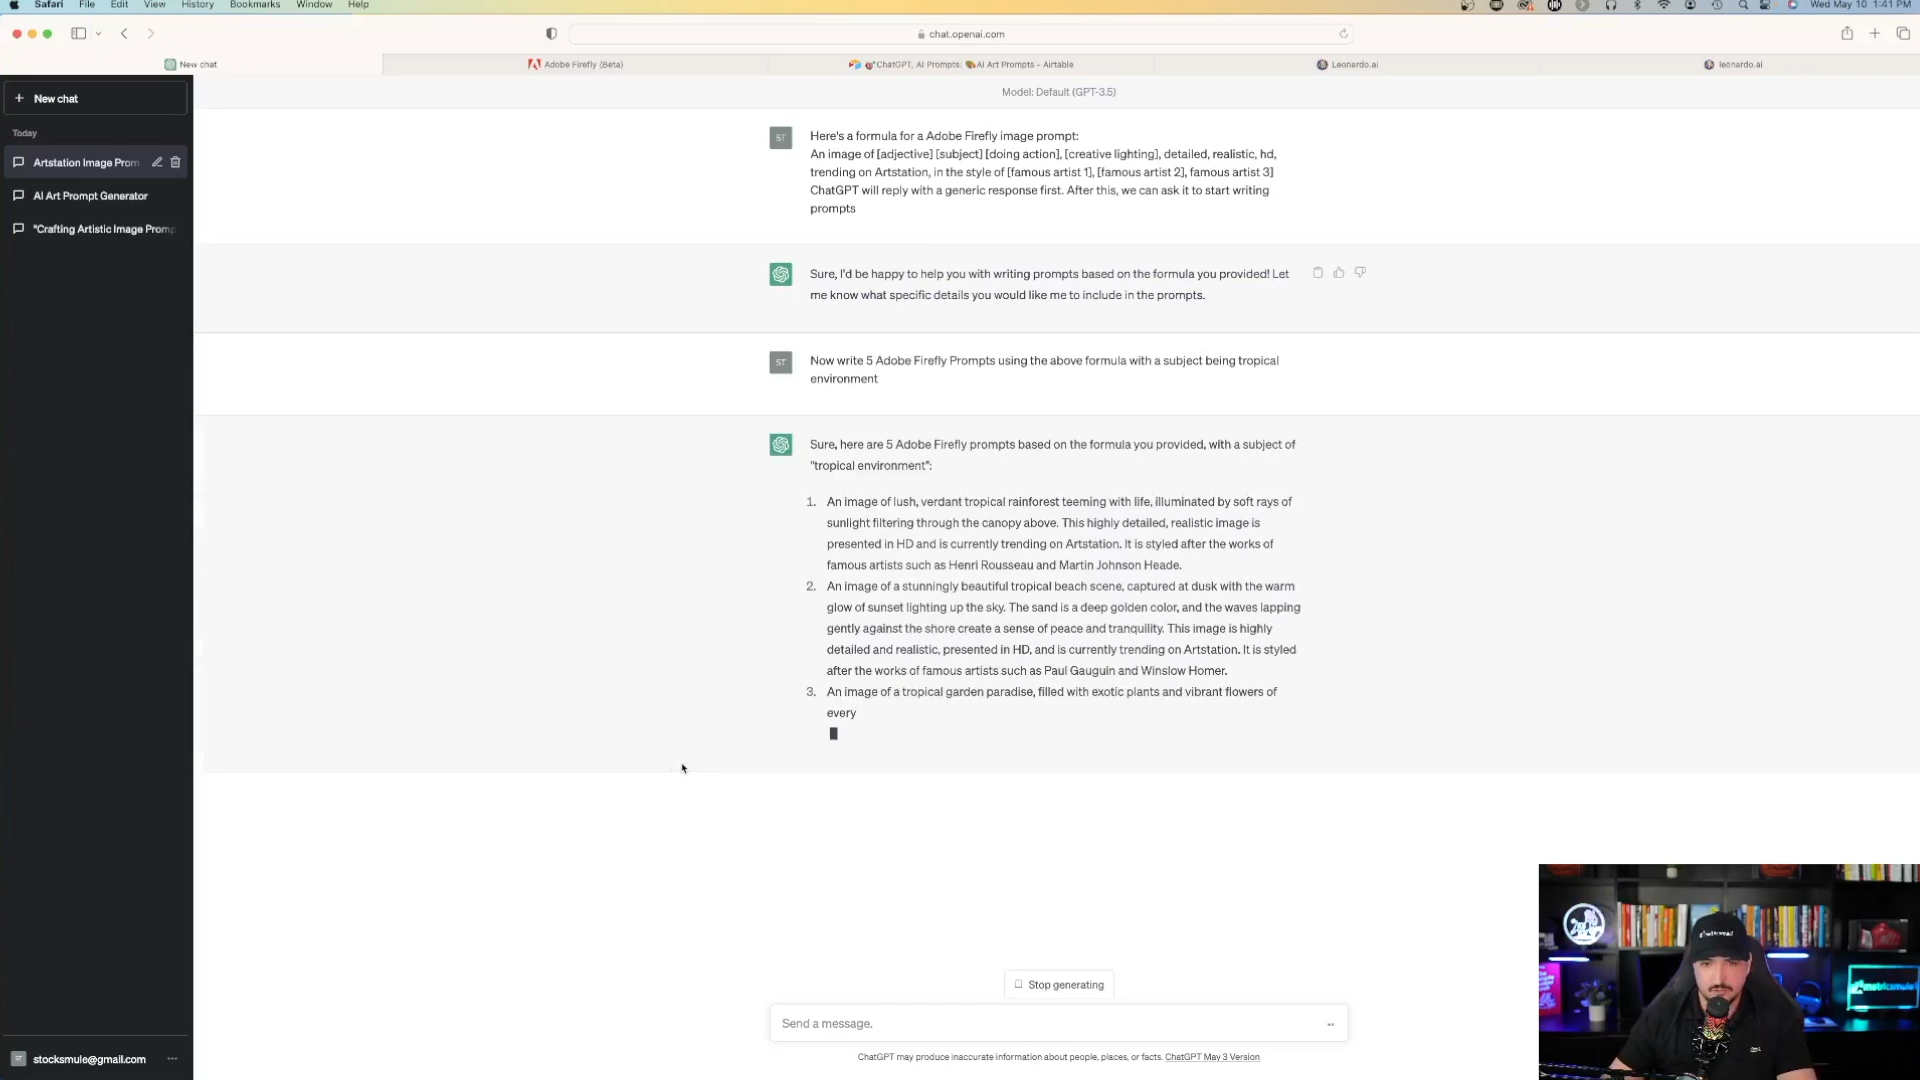 Safari File Edit View History Bookmarks Window Help
Wed May 10 1:41 PM
chat.openai.com
New chat
Adobe Firefly (Beta)
ChatGPT, AI Prompts: AI Art Prompts - Airtable
Leonardo.ai
leonardo.ai
+ New chat
Today
Artstation Image Prom
AI Art Prompt Generator
"Crafting Artistic Image Promp
Model: Default (GPT-3.5)
ST
Here's a formula for a Adobe Firefly image prompt:
An image of [adjective] [subject] [doing action], [creative lighting], detailed, realistic, hd,
trending on Artstation, in the style of [famous artist 1], [famous artist 2], famous artist 3]
ChatGPT will reply with a generic response first. After this, we can ask it to start writing
prompts
Sure, I'd be happy to help you with writing prompts based on the formula you provided! Let
me know what specific details you would like me to include in the prompts.
ST
Now write 5 Adobe Firefly Prompts using the above formula with a subject being tropical
environment
Sure, here are 5 Adobe Firefly prompts based on the formula you provided, with a subject of
"tropical environment":
1. An image of lush, verdant tropical rainforest teeming with life, illuminated by soft rays of
sunlight filtering through the canopy above. This highly detailed, realistic image is
presented in HD and is currently trending on Artstation. It is styled after the works of
famous artists such as Henri Rousseau and Martin Johnson Heade.
2. An image of a stunningly beautiful tropical beach scene, captured at dusk with the warm
glow of sunset lighting up the sky. The sand is a deep golden color, and the waves lapping
gently against the shore create a sense of peace and tranquility. This image is highly
detailed and realistic, presented in HD, and is currently trending on Artstation. It is styled
after the works of famous artists such as Paul Gauguin and Winslow Homer.
3. An image of a tropical garden paradise, filled with exotic plants and vibrant flowers of
every
Stop generating
Send a message.
ChatGPT may produce inaccurate information about people, places, or facts. ChatGPT May 3 Version
ST
stocksmule@gmail.com